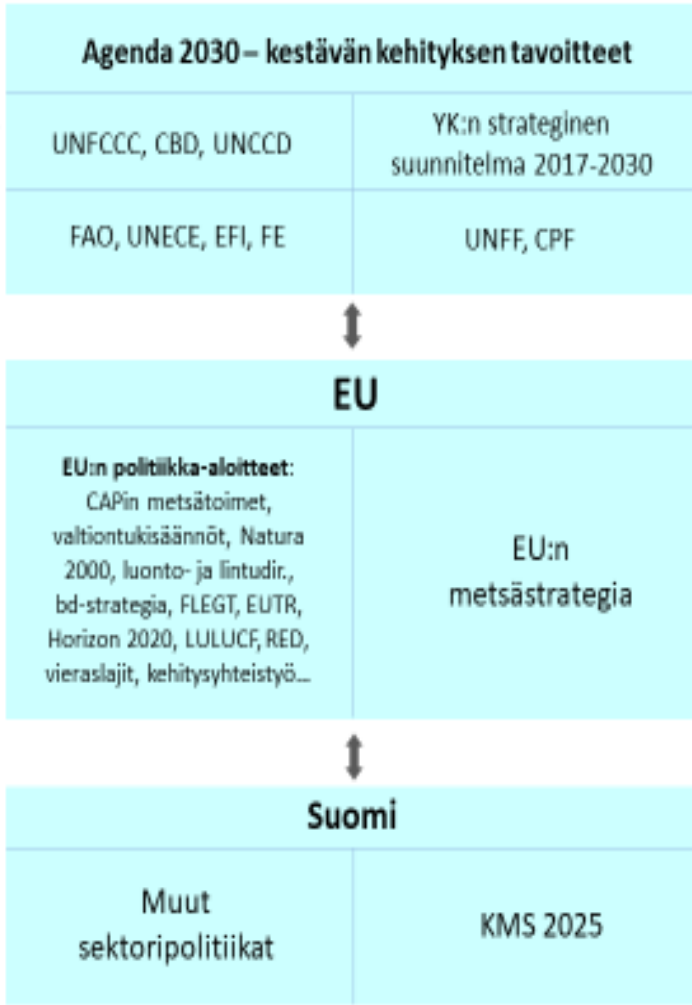 Agenda 2030 – kestävän kehityksen tavoitteet
UNFCCC, CBD, UNCCD
YK:n strateginen
suunnitelma 2017-2030
FAO, UNECE, EFI, FE
UNFF, CPF
EU
EU:n politiikka-aloitteet:
CAPin metsätoimet,
valtiontukisäännöt, Natura
2000, luonto- ja lintudir.,
bd-strategia, FLEGT, EUTR,
Horizon 2020, LULUCF, RED,
vieraslajit, kehitysyhteistyö...
EU:n
metsästrategia
Suomi
Muut
sektoripolitiikat
KMS 2025